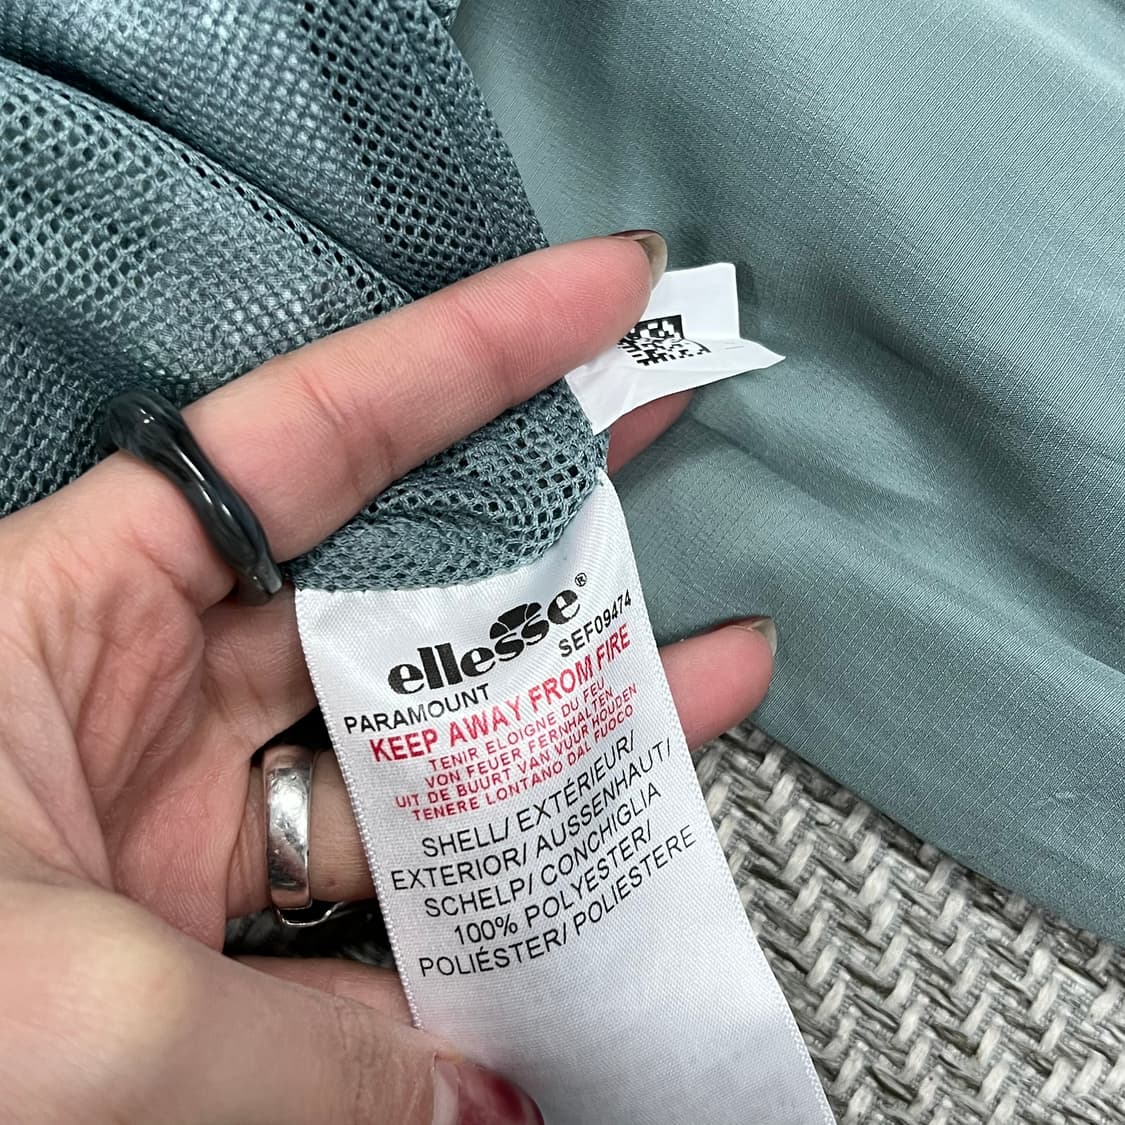 ellesse®
SEF09474
PARAMOUNT
KEEP AWAY FROM FIRE
TENIR ELOIGNE DU FEU
VON FEUER FERNHALTEN
UIT DE BUURT VAN VUUR HOUDEN
TENERE LONTANO DAL FUOCO
SHELL/ EXTÉRIEUR/
EXTERIOR/ AUSSENHAUT/
SCHELP/ CONCHIGLIA
100% POLYESTER/
POLIÉSTER/ POLIESTERE